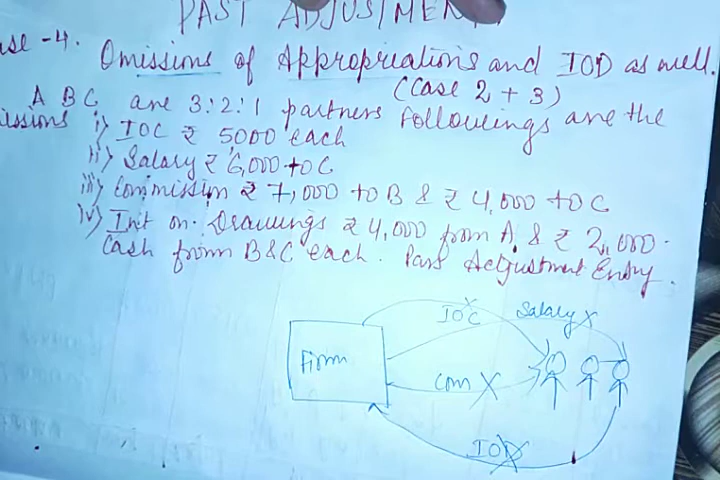 PAST ADJUSTMEN
se -4. Omissions of Appropriations and IOD as well.
(Case 2 + 3)
A B C are 3:2:1 partners Followings are the
issions i) IOC ₹ 5000 each
ii) Salary ₹ 6,000 to C
iii) Commission ₹ 7,000 to B & ₹ 4,000 to C
iv) Int on. Drawings ₹ 4,000 from A & ₹ 2,000.
Cash from B&C each. Pass Adjustment Entry.
IOC Salary X
Firm
Com X
IOD